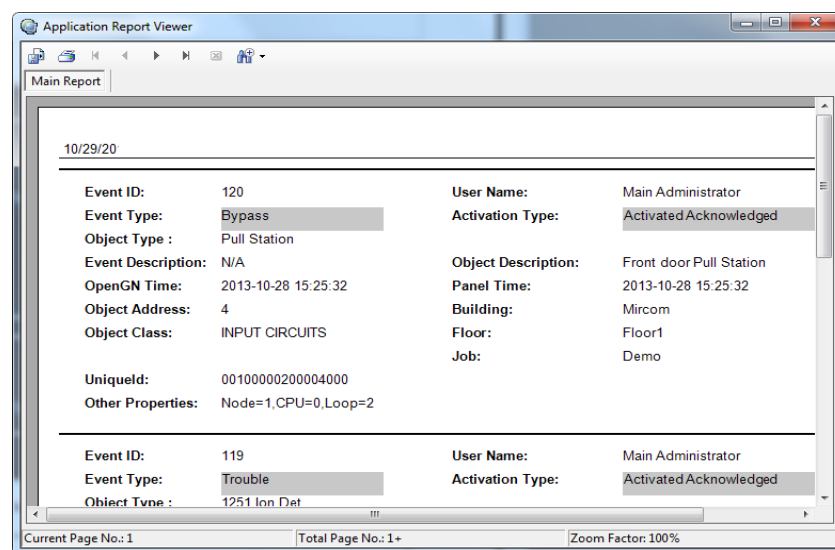 Application Report Viewer
Main Report
10/29/20
Event ID: 120 User Name: Main Administrator
Event Type: Bypass Activation Type: Activated Acknowledged
Object Type : Pull Station
Event Description: N/A Object Description: Front door Pull Station
OpenGN Time: 2013-10-28 15:25:32 Panel Time: 2013-10-28 15:25:32
Object Address: 4 Building: Mircom
Object Class: INPUT CIRCUITS Floor: Floor1
Job: Demo
UniqueId: 00100000200004000
Other Properties: Node=1,CPU=0,Loop=2
Event ID: 119 User Name: Main Administrator
Event Type: Trouble Activation Type: Activated Acknowledged
Object Type : 1251 Ion Det
Current Page No.: 1 Total Page No.: 1+ Zoom Factor: 100%